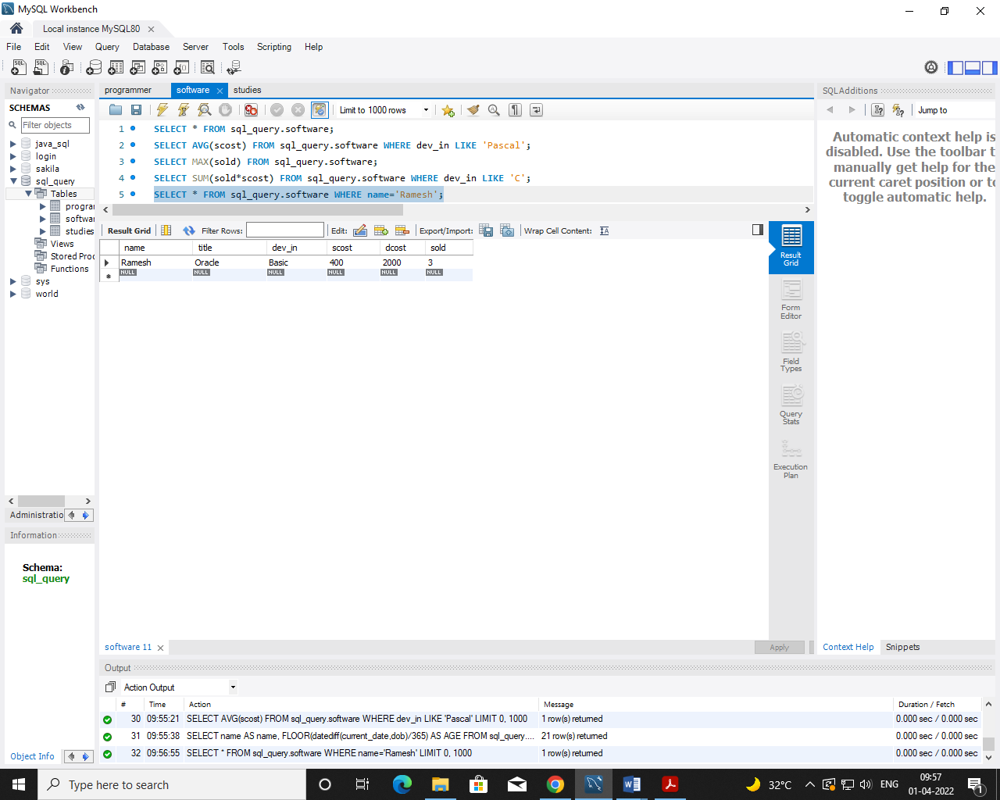 MySQL Workbench
Local instance MySQL80
File Edit View Query Database Server Tools Scripting Help
Navigator
SCHEMAS
Filter objects
java_sql
login
sakila
sql_query
Tables
program
softwar
studies
Views
Stored Proc
Functions
sys
world
Administratio
Information
Schema:
sql_query
Object Info
programmer software studies
Limit to 1000 rows
1 SELECT * FROM sql_query.software;
2 SELECT AVG(scost) FROM sql_query.software WHERE dev_in LIKE 'Pascal';
3 SELECT MAX(sold) FROM sql_query.software;
4 SELECT SUM(sold*scost) FROM sql_query.software WHERE dev_in LIKE 'C';
5 SELECT * FROM sql_query.software WHERE name='Ramesh';
Result Grid Filter Rows: Edit: Export/Import: Wrap Cell Content:
name title dev_in scost dcost sold
Ramesh Oracle Basic 400 2000 3
NULL NULL NULL NULL NULL NULL
Result Grid
Form Editor
Field Types
Query Stats
Execution Plan
software 11
Apply
SQLAdditions
Jump to
Automatic context help is
disabled. Use the toolbar t
manually get help for the
current caret position or to
toggle automatic help.
Context Help Snippets
Output
Action Output
# Time Action Message Duration / Fetch
30 09:55:21 SELECT AVG(scost) FROM sql_query.software WHERE dev_in LIKE 'Pascal' LIMIT 0, 1000 1 row(s) returned 0.000 sec / 0.000 sec
31 09:55:38 SELECT name AS name, FLOOR(datediff(current_date,dob)/365) AS AGE FROM sql_query.... 21 row(s) returned 0.000 sec / 0.000 sec
32 09:56:55 SELECT * FROM sql_query.software WHERE name='Ramesh' LIMIT 0, 1000 1 row(s) returned 0.000 sec / 0.000 sec
Type here to search
32°C
ENG
09:57
01-04-2022
1